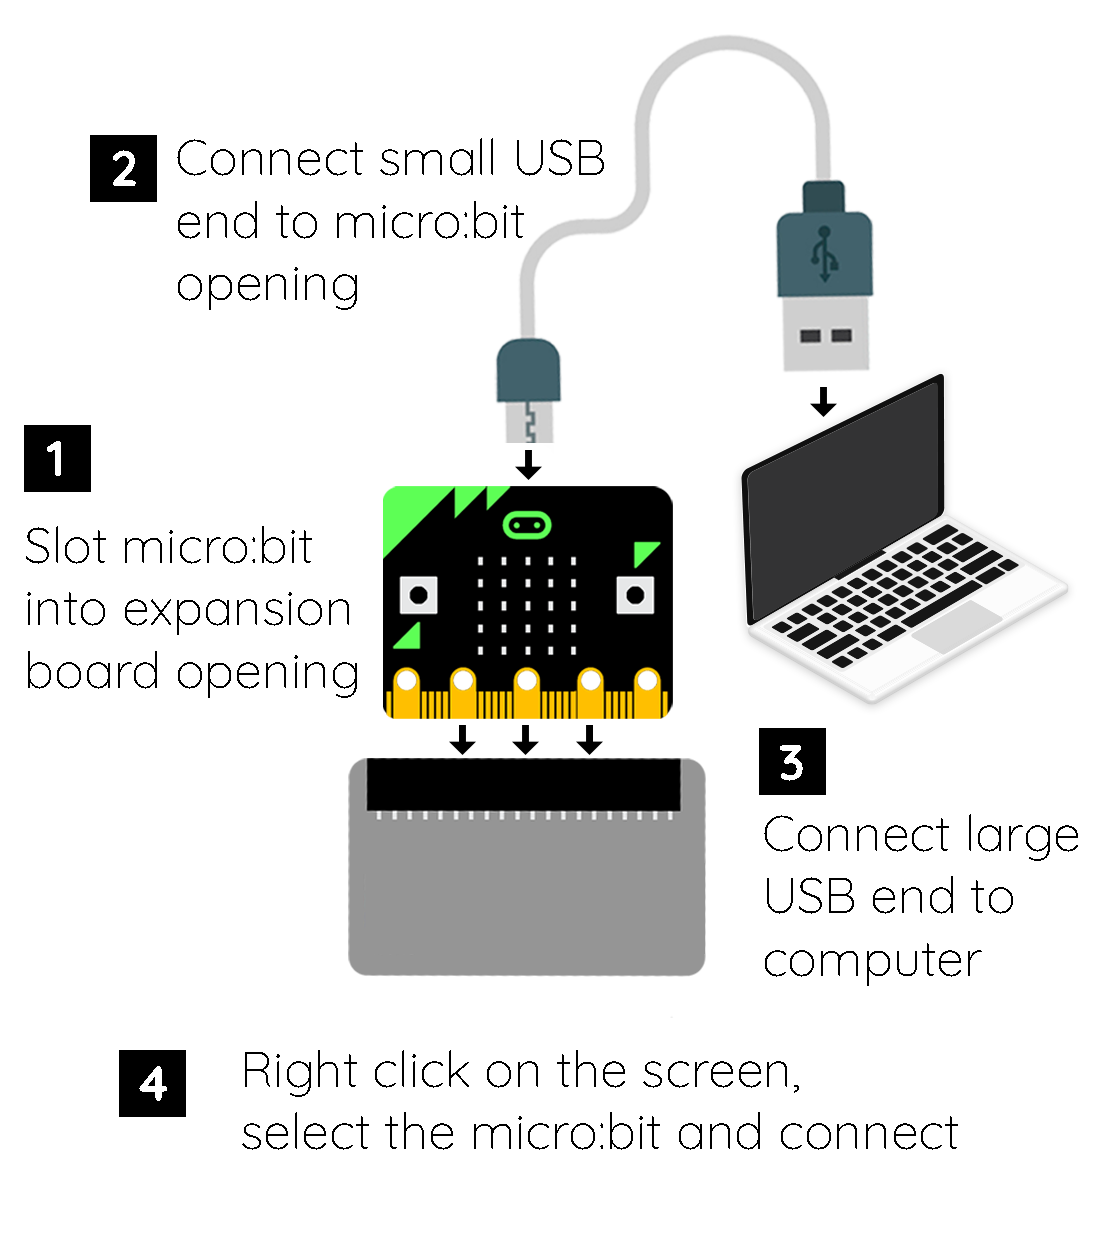 1
Slot micro:bit
into expansion
board opening
2
Connect small USB
end to micro:bit
opening
3
Connect large
USB end to
computer
4
Right click on the screen,
select the micro:bit and connect